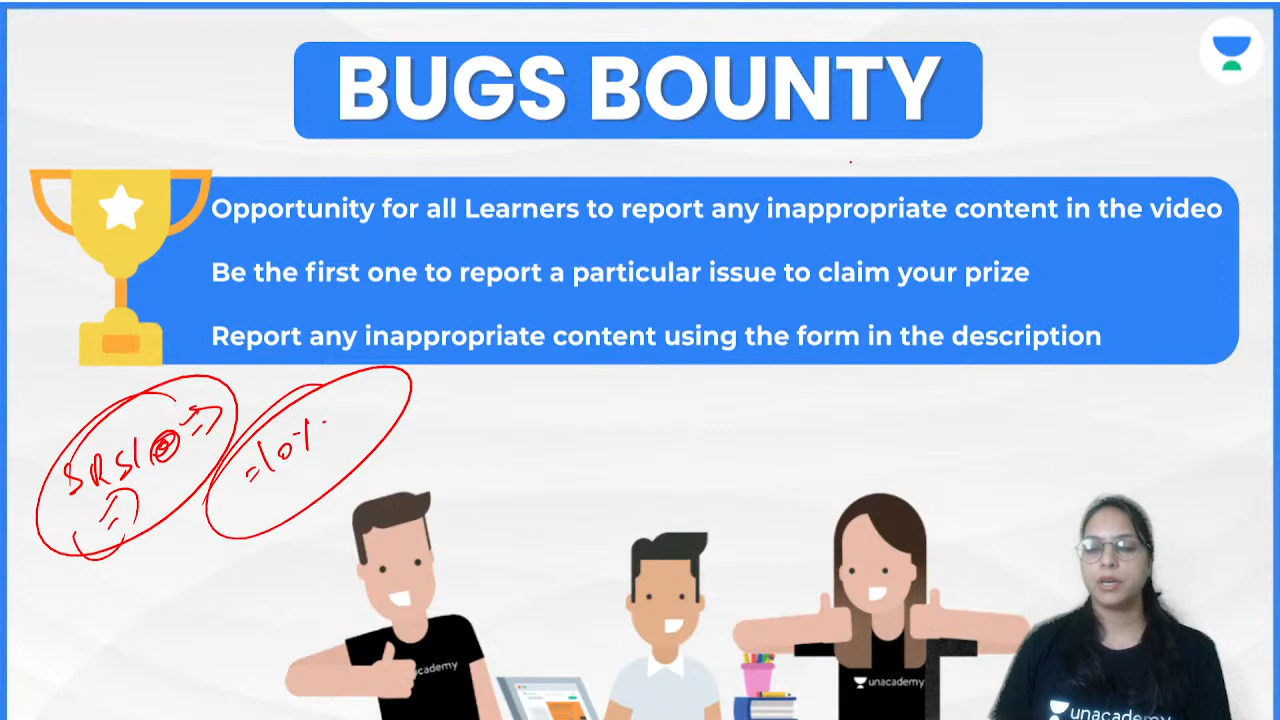 BUGS BOUNTY
Opportunity for all Learners to report any inappropriate content in the video
Be the first one to report a particular issue to claim your prize
Report any inappropriate content using the form in the description
=10%
unacademy
unacademy